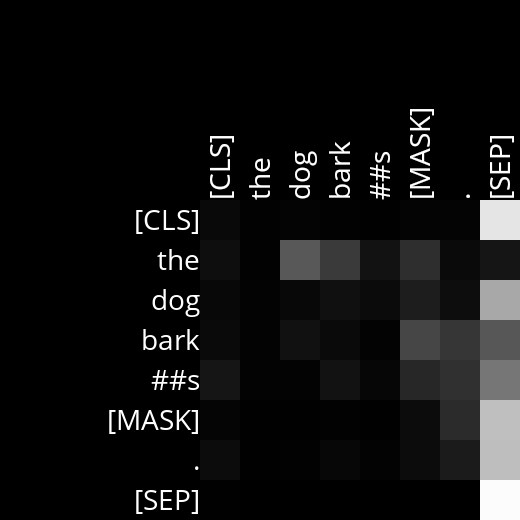 [CLS] the dog bark ##s [MASK] . [SEP]
[CLS]
the
dog
bark
##s
[MASK]
.
[SEP]